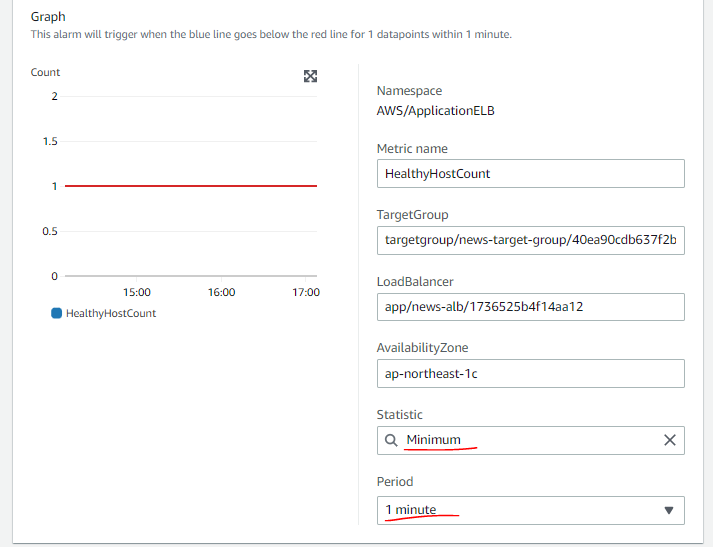 Graph
This alarm will trigger when the blue line goes below the red line for 1 datapoints within 1 minute.
Count
2
1.5
1
0.5
0
15:00 16:00 17:00
HealthyHostCount
Namespace
AWS/ApplicationELB
Metric name
HealthyHostCount
TargetGroup
targetgroup/news-target-group/40ea90cdb637f2b
LoadBalancer
app/news-alb/1736525b4f14aa12
AvailabilityZone
ap-northeast-1c
Statistic
Minimum
Period
1 minute